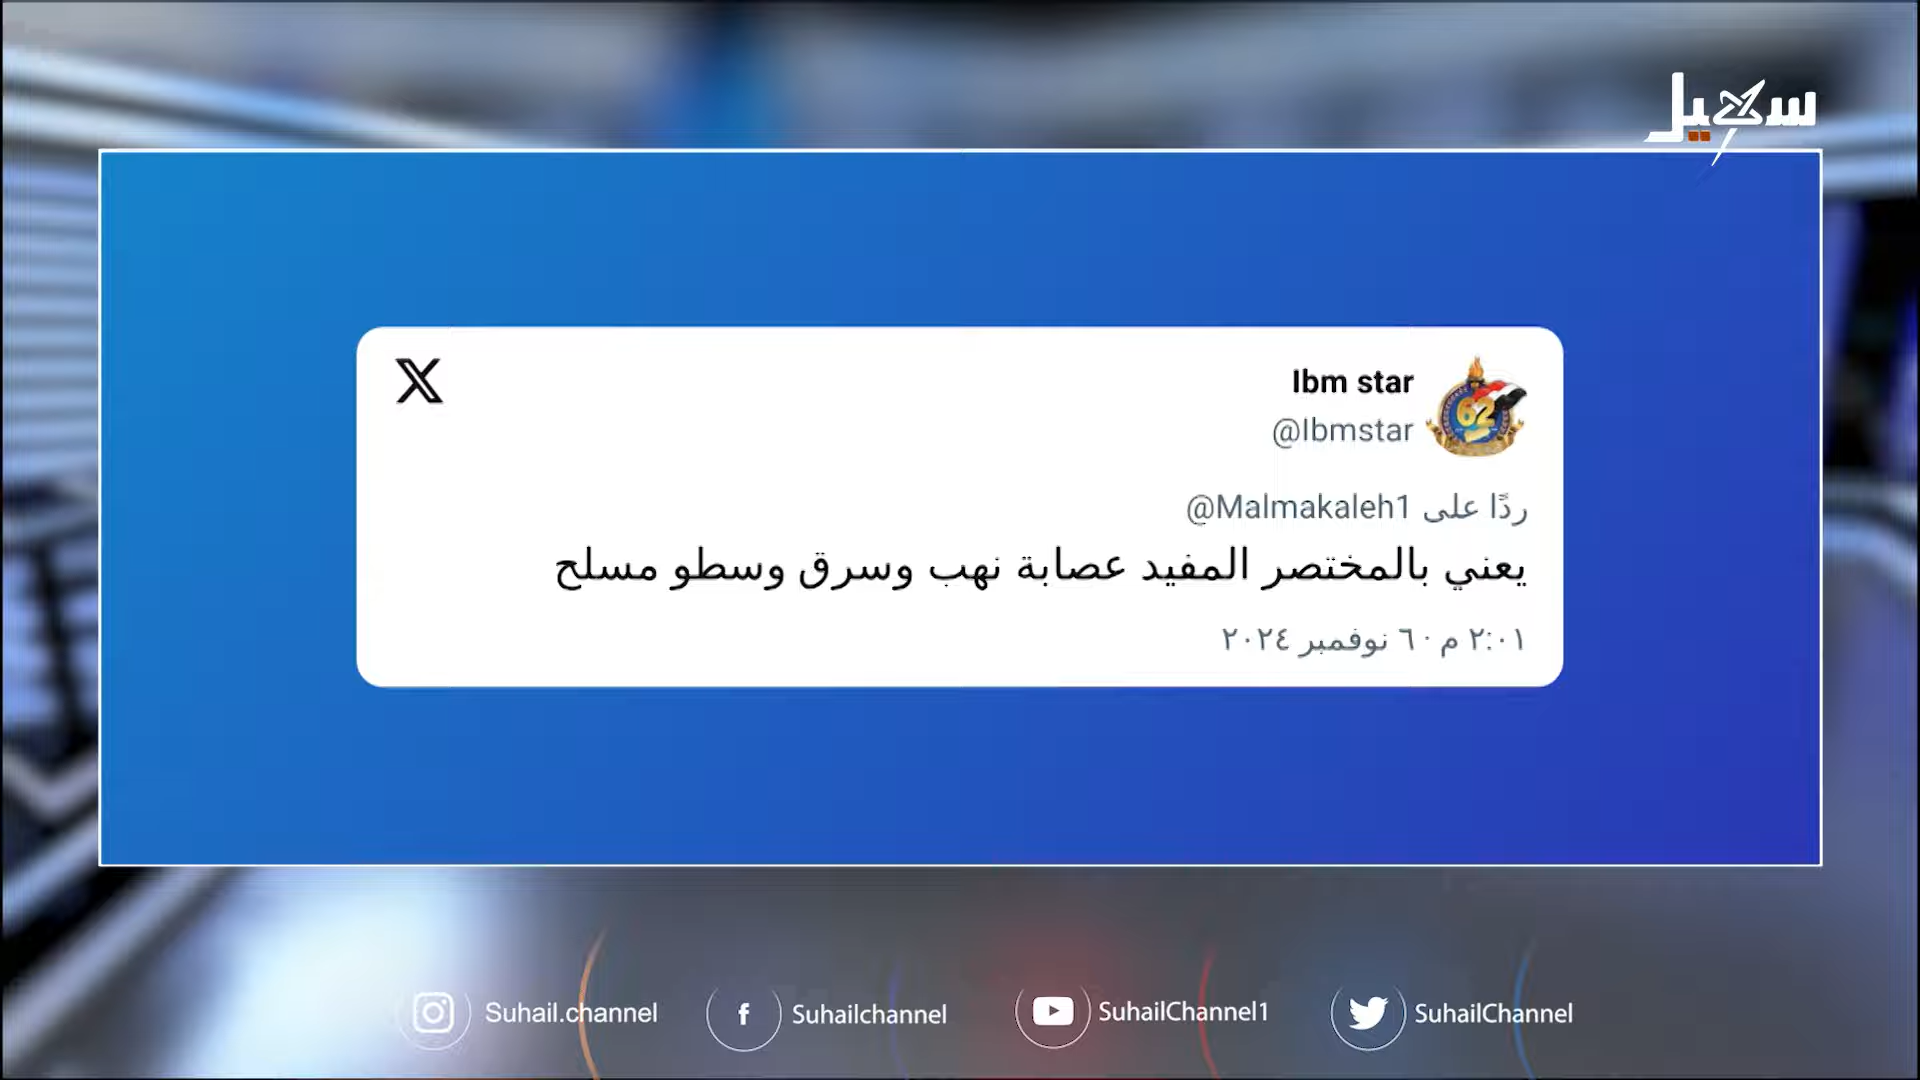 سهيل
Ibm star
@Ibmstar
62
ردًا على @Malmakaleh1
يعني بالمختصر المفيد عصابة نهب وسرق وسطو مسلح
٢:٠١ م · ٦ نوفمبر ٢٠٢٤
Suhail.channel
Suhailchannel
SuhailChannel1
SuhailChannel